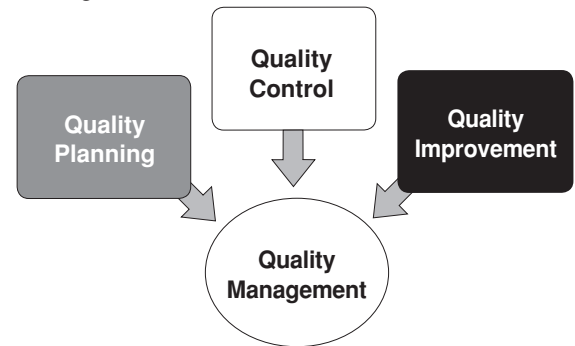 Quality
Control
Quality
Planning
Quality
Improvement
Quality
Management